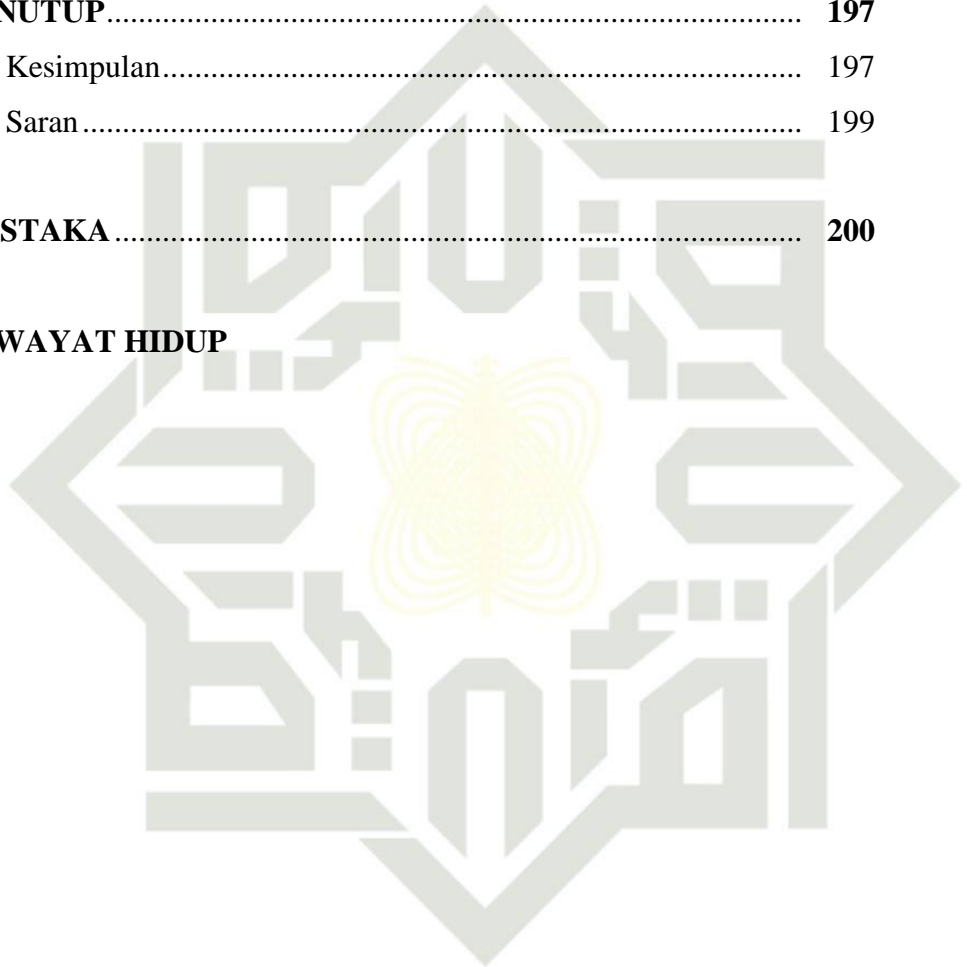 NUTUP........................................................................................ 197
Kesimpulan................................................................................ 197
Saran.......................................................................................... 199
STAKA...................................................................................... 200
WAYAT HIDUP